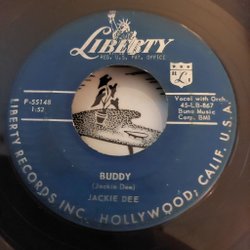 LIBERTY
REG. U.S. PAT. OFFICE
"L"
F-55148
1:52
Vocal with Orch.
45-LB-867
Buna Music
Corp. BMI
BUDDY
(Jackie Dee)
JACKIE DEE
LIBERTY RECORDS INC., HOLLYWOOD, CALIF. U.S.A.